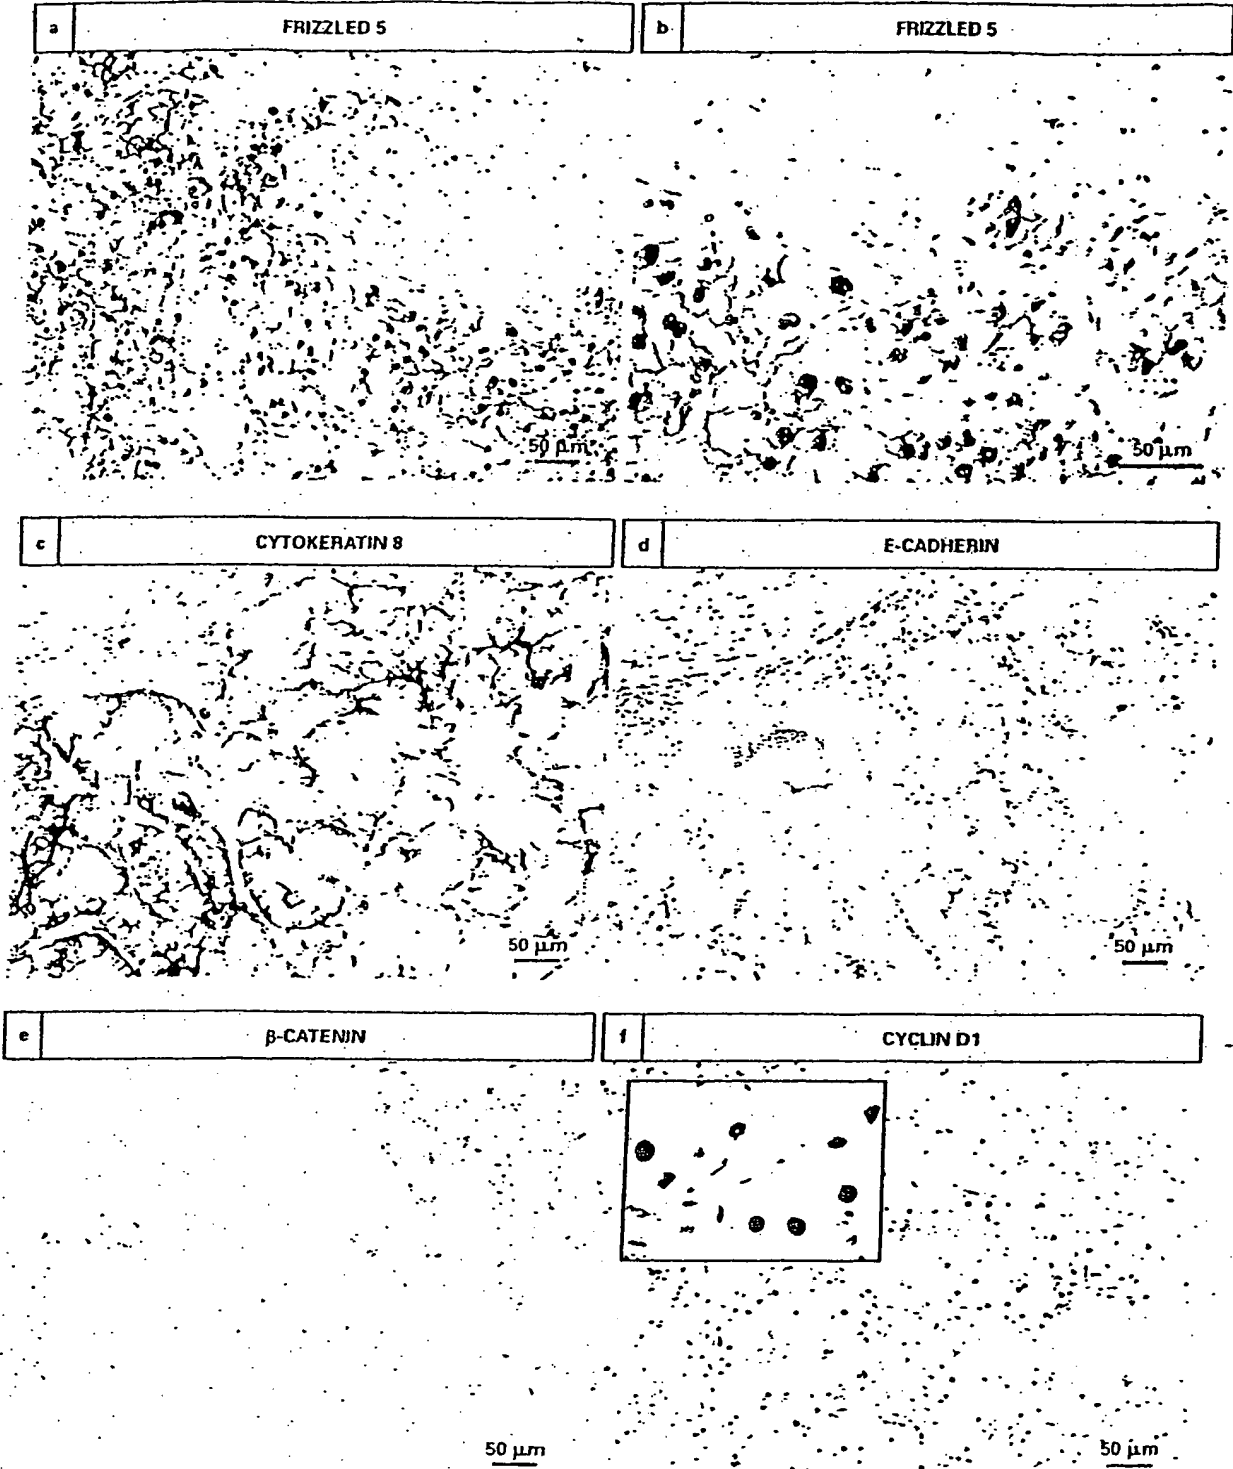 a FRIZZLED 5
b FRIZZLED 5
50 μm
50 μm
c CYTOKERATIN 8
d E-CADHERIN
50 μm
50 μm
e β-CATENIN
f CYCLIN D1
50 μm
50 μm